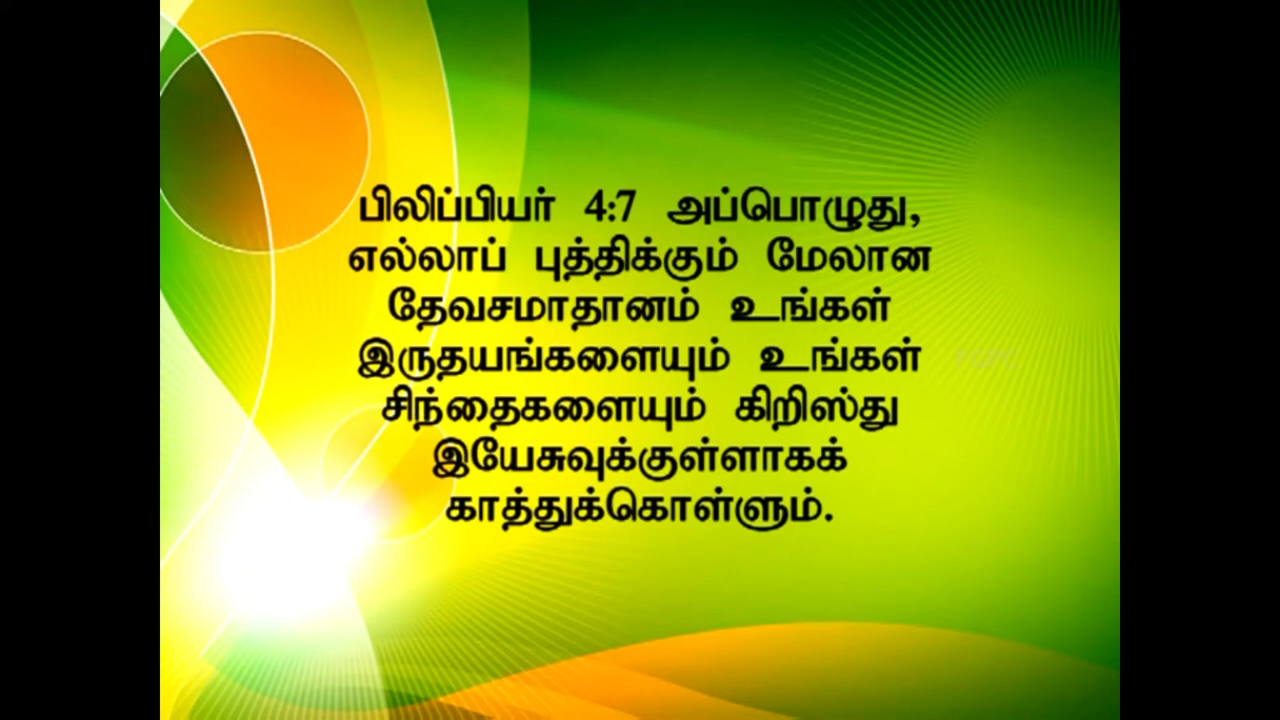 பிலிப்பியர் 4:7 அப்பொழுது,
எல்லாப் புத்திக்கும் மேலான
தேவசமாதானம் உங்கள்
இருதயங்களையும் உங்கள்
சிந்தைகளையும் கிறிஸ்து
இயேசுவுக்குள்ளாகக்
காத்துக்கொள்ளும்.